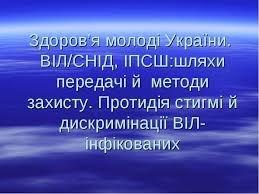 Здоров'я молоді України.
ВІЛ/СНІД, ІПСШ:шляхи
передачі й методи
захисту. Протидія стигмі й
дискримінації ВІЛ-
інфікованих